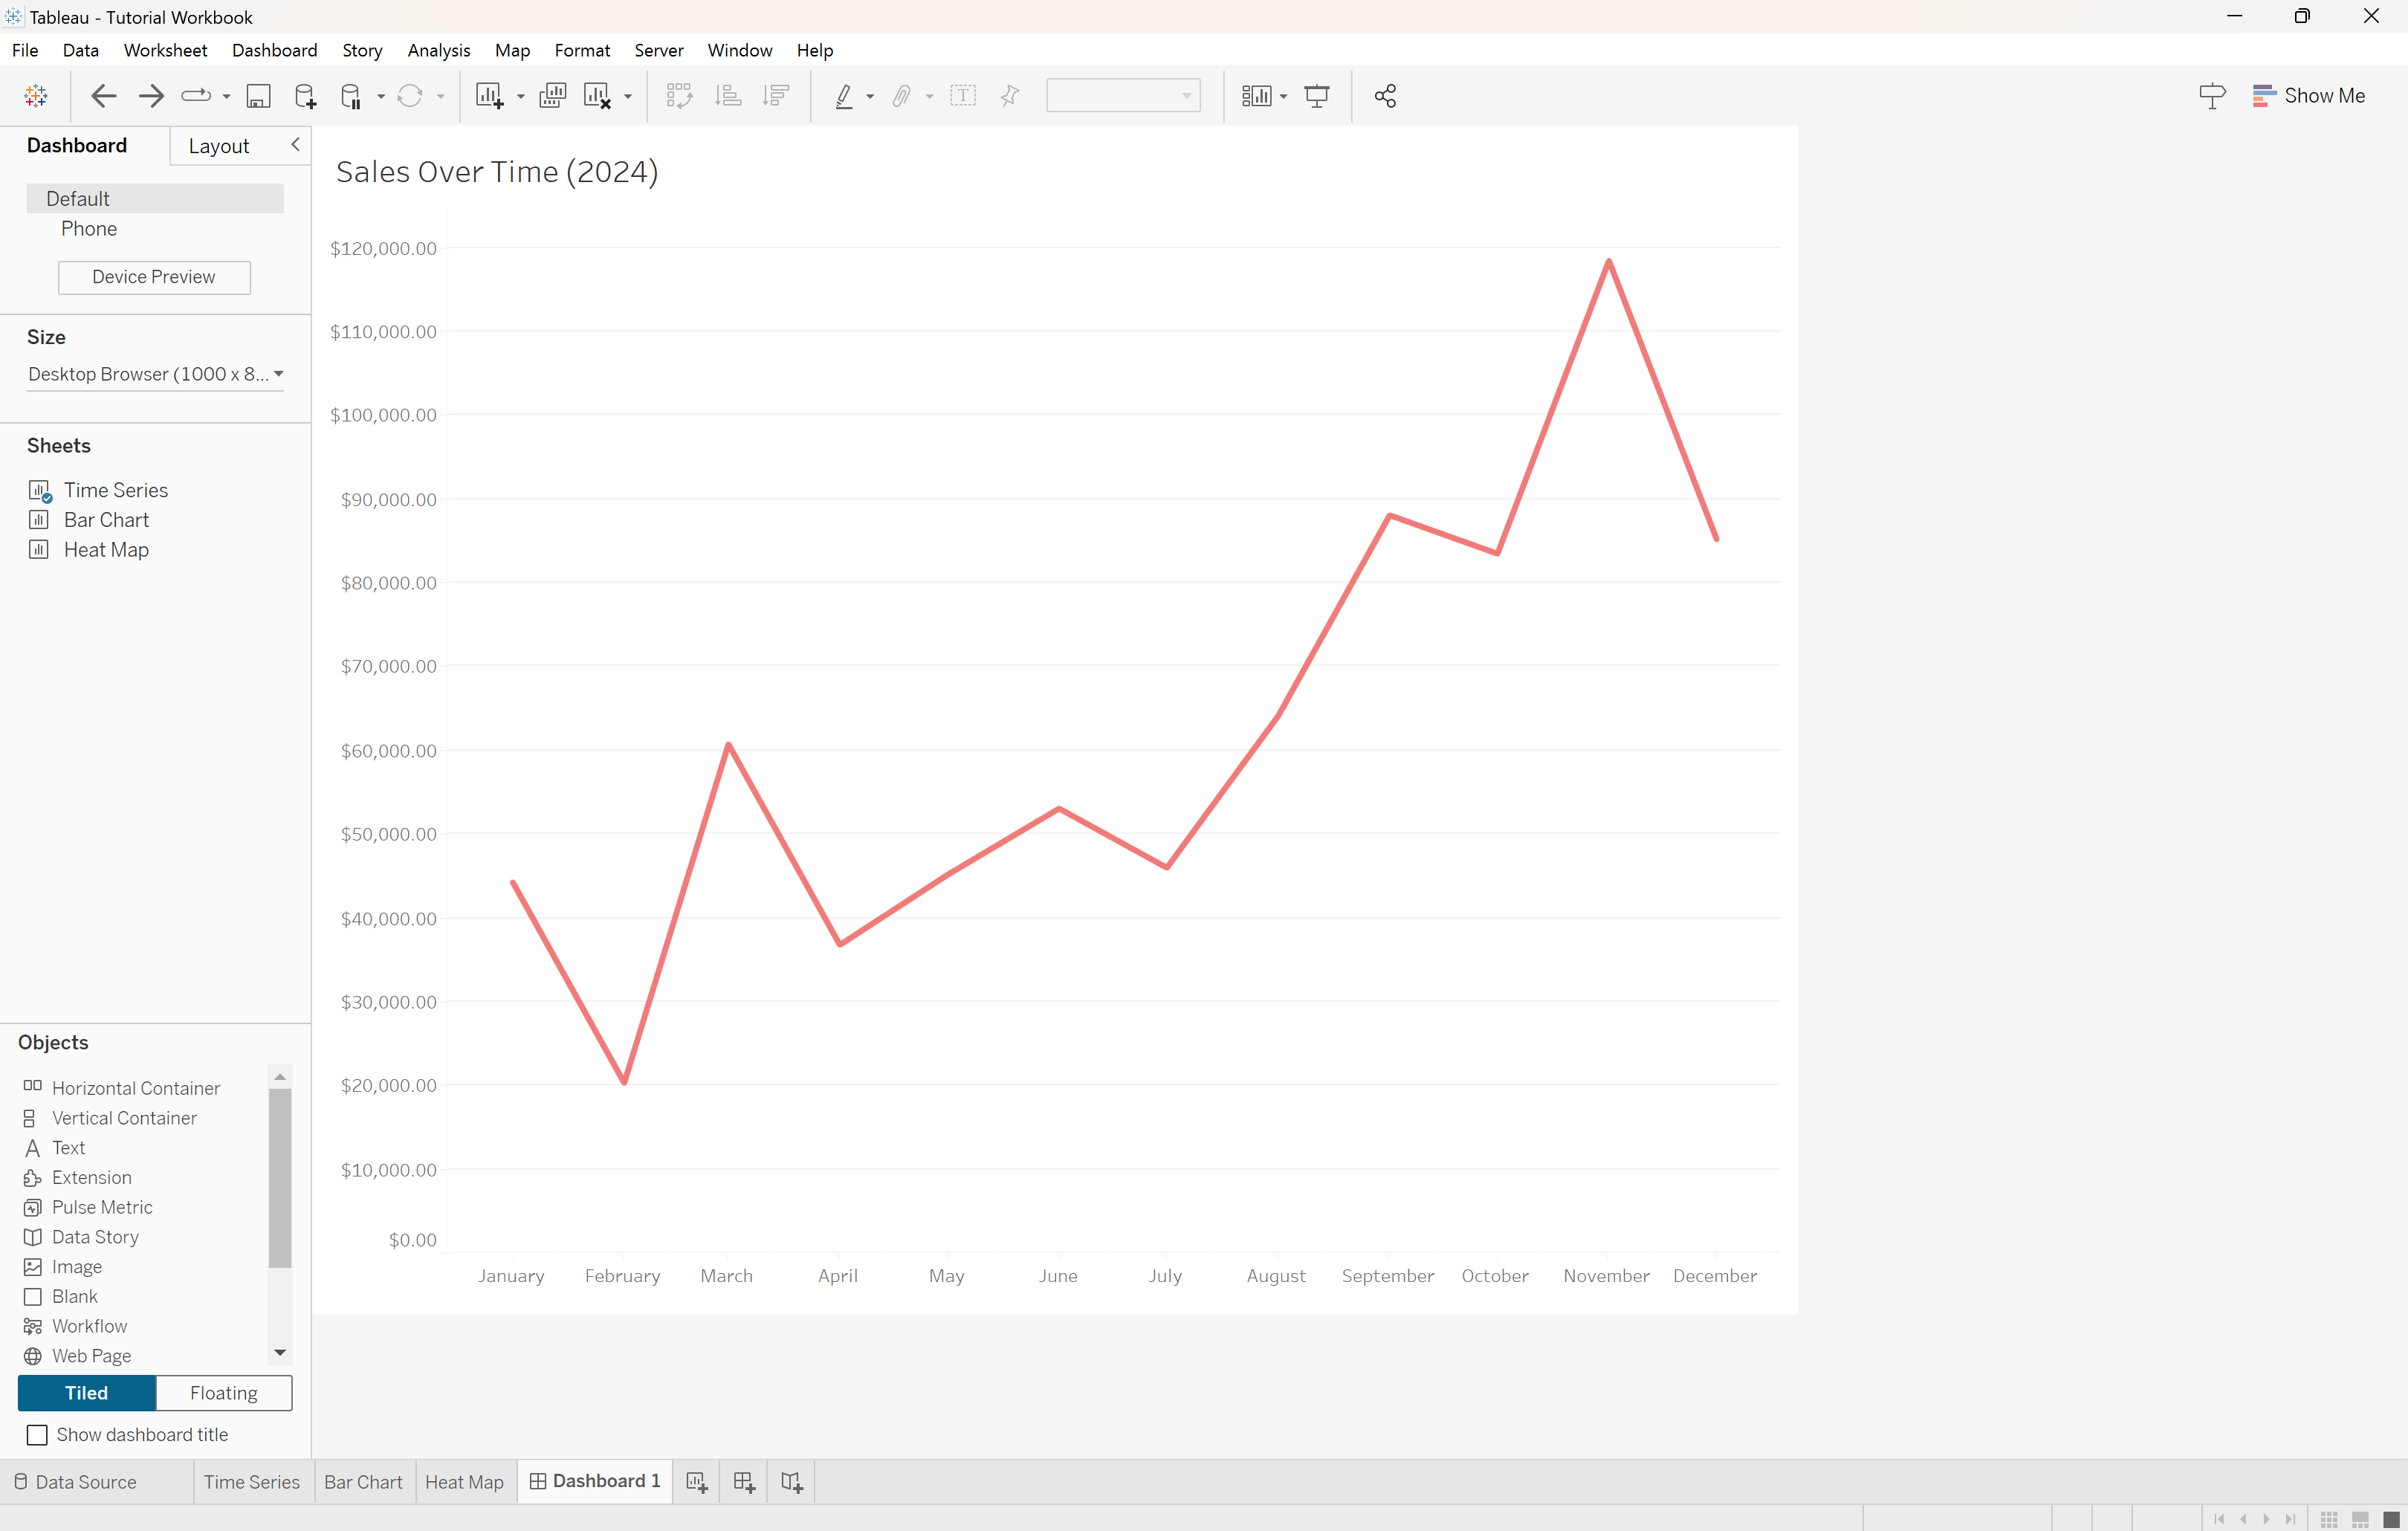 Tableau - Tutorial Workbook
File Data Worksheet Dashboard Story Analysis Map Format Server Window Help
Show Me
Dashboard Layout
Default
Phone
Device Preview
Size
Desktop Browser (1000 x 8...
Sheets
Time Series
Bar Chart
Heat Map
Objects
Horizontal Container
Vertical Container
Text
Extension
Pulse Metric
Data Story
Image
Blank
Workflow
Web Page
Tiled Floating
Show dashboard title
Sales Over Time (2024)
$120,000.00
$110,000.00
$100,000.00
$90,000.00
$80,000.00
$70,000.00
$60,000.00
$50,000.00
$40,000.00
$30,000.00
$20,000.00
$10,000.00
$0.00
January February March April May June July August September October November December
Data Source Time Series Bar Chart Heat Map Dashboard 1